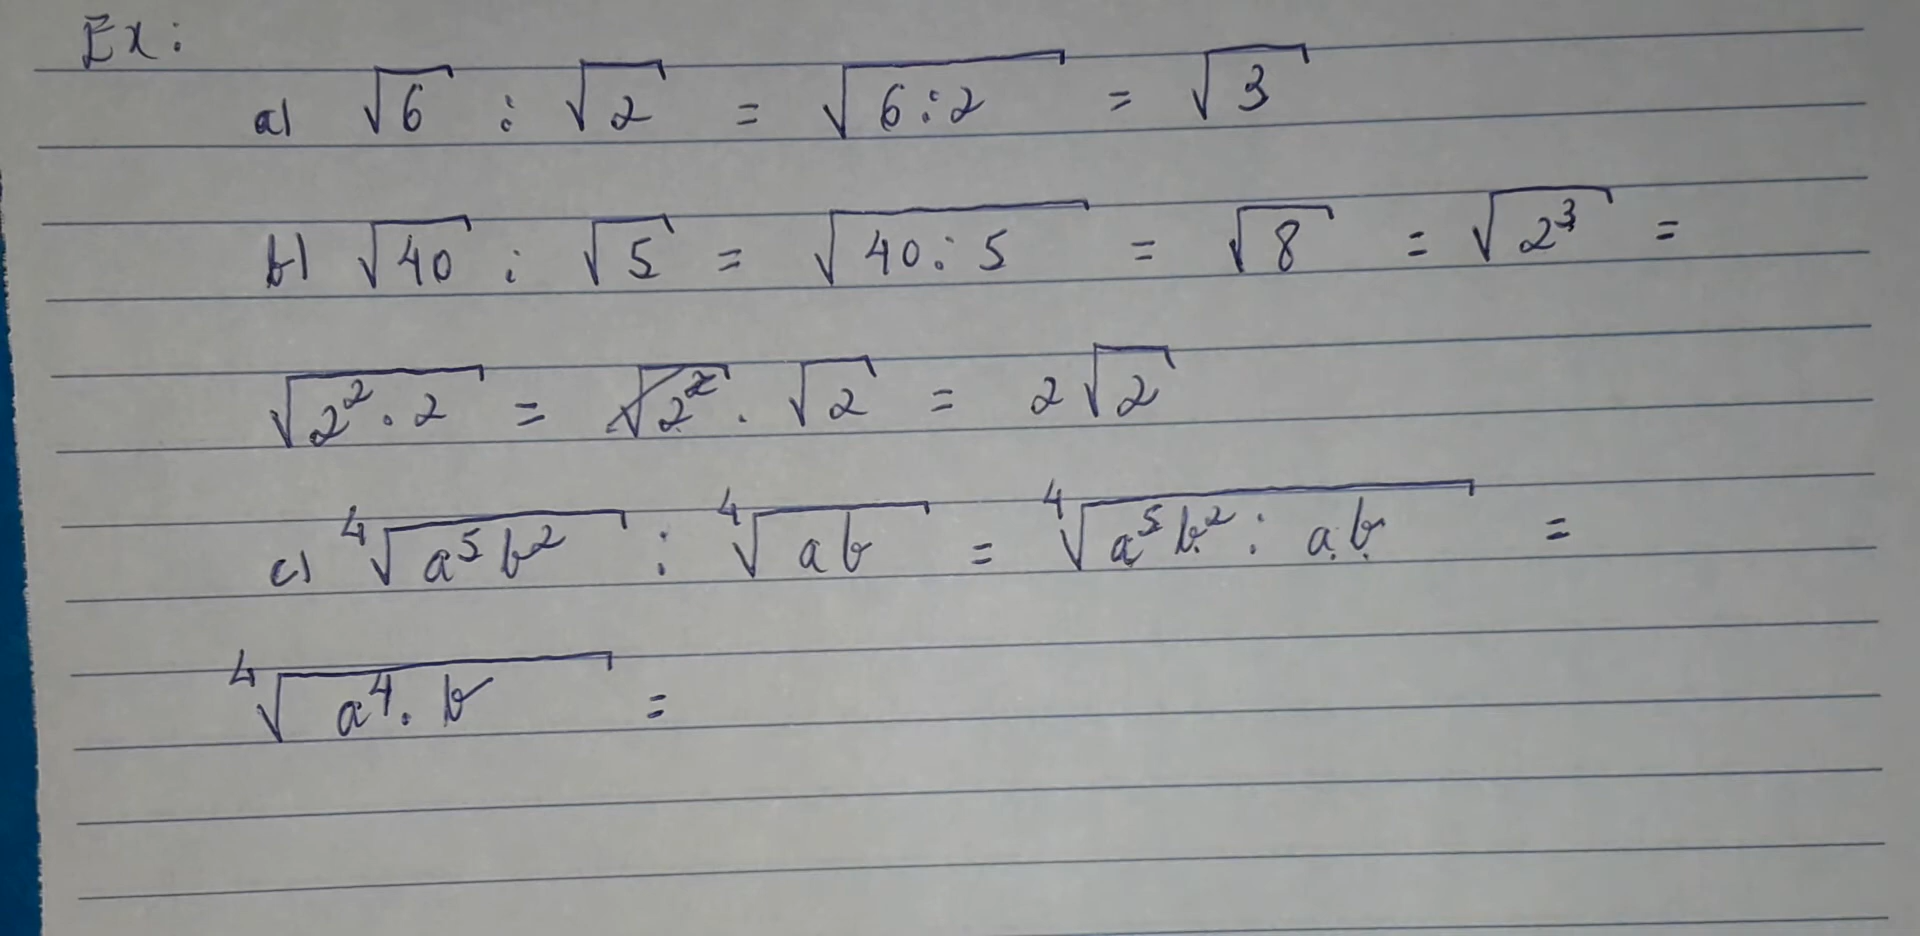 Ex:
a) √6 : √2 = √(6:2) = √3
b) √40 : √5 = √(40:5) = √8 = √(2³) =
√(2²·2) = √(2²) · √2 = 2√2
c) ⁴√(a⁵b²) : ⁴√(ab) = ⁴√(a⁵b² : ab) =
⁴√(a⁴·b) =